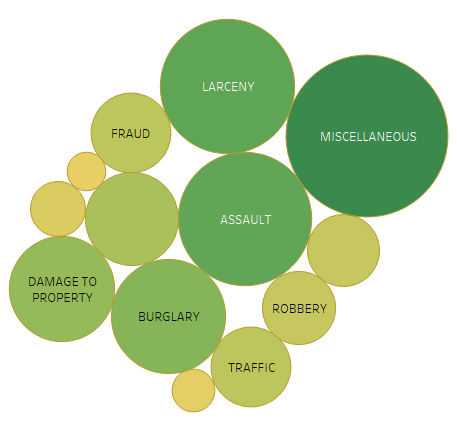 LARCENY
FRAUD
MISCELLANEOUS
ASSAULT
DAMAGE TO
PROPERTY
BURGLARY
ROBBERY
TRAFFIC